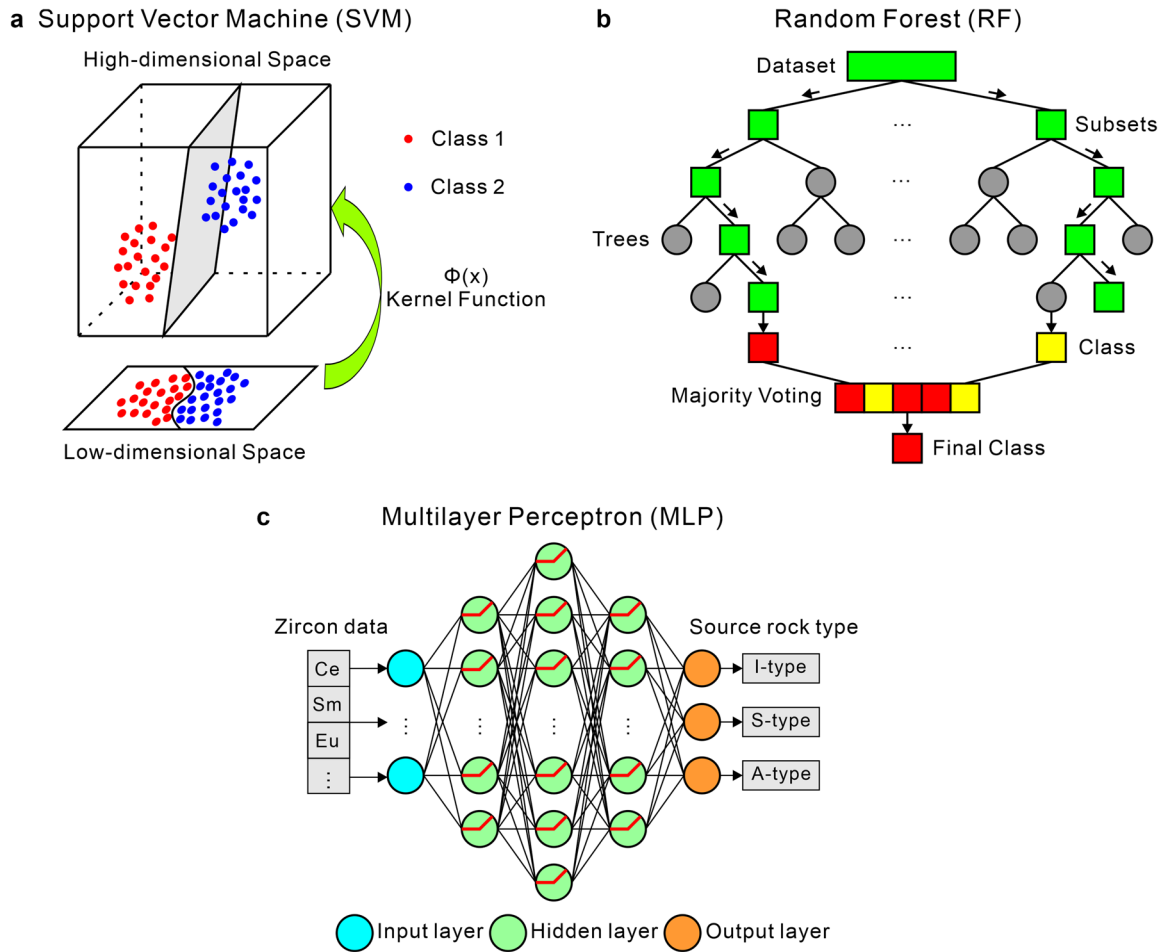 a Support Vector Machine (SVM)
High-dimensional Space
Class 1
Class 2
Φ(x)
Kernel Function
Low-dimensional Space
b Random Forest (RF)
Dataset
...
Subsets
...
Trees
...
...
...
Class
Majority Voting
Final Class
c Multilayer Perceptron (MLP)
Zircon data
Source rock type
Ce
I-type
Sm
S-type
Eu
A-type
⋮
⋮
⋮
⋮
⋮
Input layer
Hidden layer
Output layer